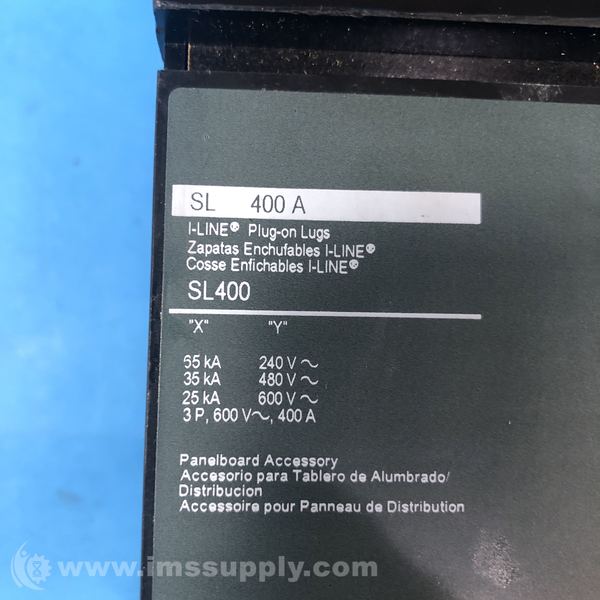 SL 400 A
I-LINE® Plug-on Lugs
Zapatas Enchufables I-LINE®
Cosse Enfichables I-LINE®
SL400
"X" "Y"
65 kA 240 V ~
35 kA 480 V ~
25 kA 600 V ~
3 P, 600 V~, 400 A
Panelboard Accessory
Accesorio para Tablero de Alumbrado/
Distribucion
Accessoire pour Panneau de Distribution
www.imssupply.com